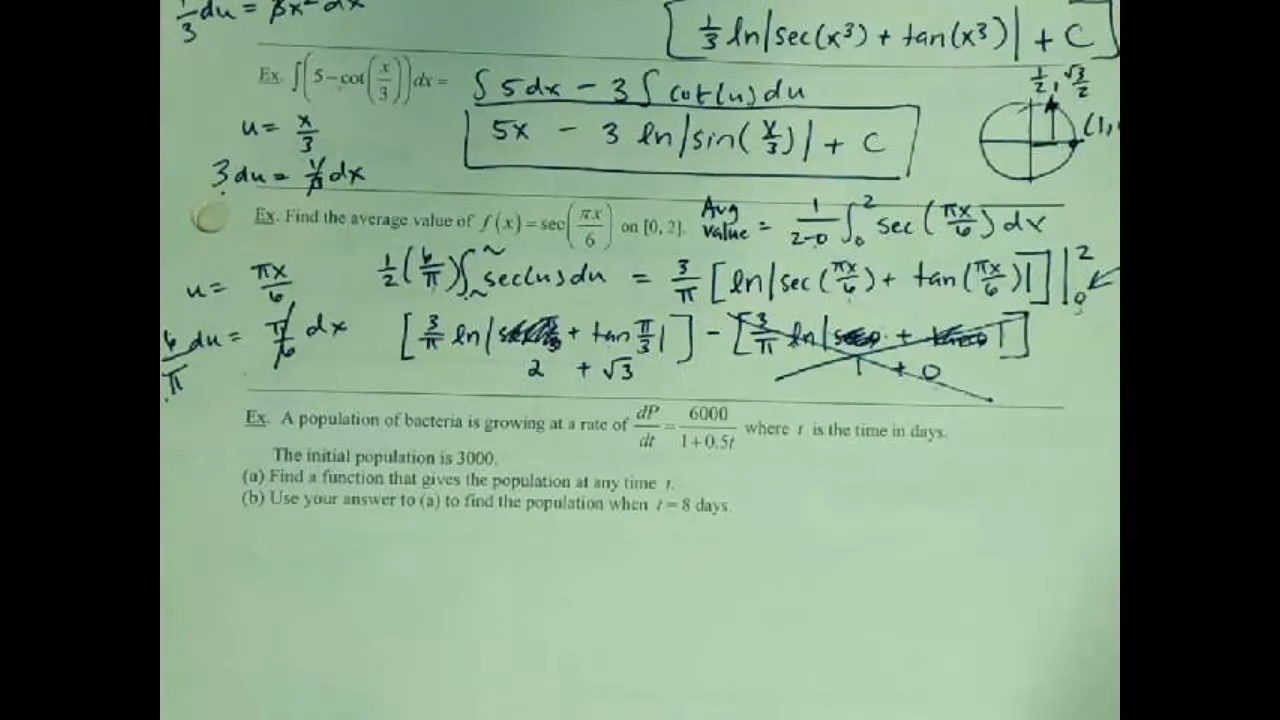 1/3 du = 3x² dx
[1/3 ln|sec(x³) + tan(x³)| + C]
Ex. ∫(5 − cot(x/3))dx = ∫ 5dx − 3 ∫ cot(u) du
1/2, √3/2
u = x/3
5x − 3 ln|sin(x/3)| + C
(1,
3 du = 1/3 dx
Ex. Find the average value of f(x) = sec(πx/6) on [0, 2]. Avg value = 1/(2-0) ∫₀² sec(πx/6) dx
u = πx/6
1/2 (6/π) ∫~~ sec(u) du = 3/π [ln|sec(πx/6) + tan(πx/6)|]|₀²
6/π du = π/6 dx
[3/π ln| + tan π/3|] − [3/π ln|sec 0 + tan 0|]
2 + √3
1 + 0
Ex. A population of bacteria is growing at a rate of dP/dt = 6000/(1+0.5t) where t is the time in days.
The initial population is 3000.
(a) Find a function that gives the population at any time t.
(b) Use your answer to (a) to find the population when t = 8 days.